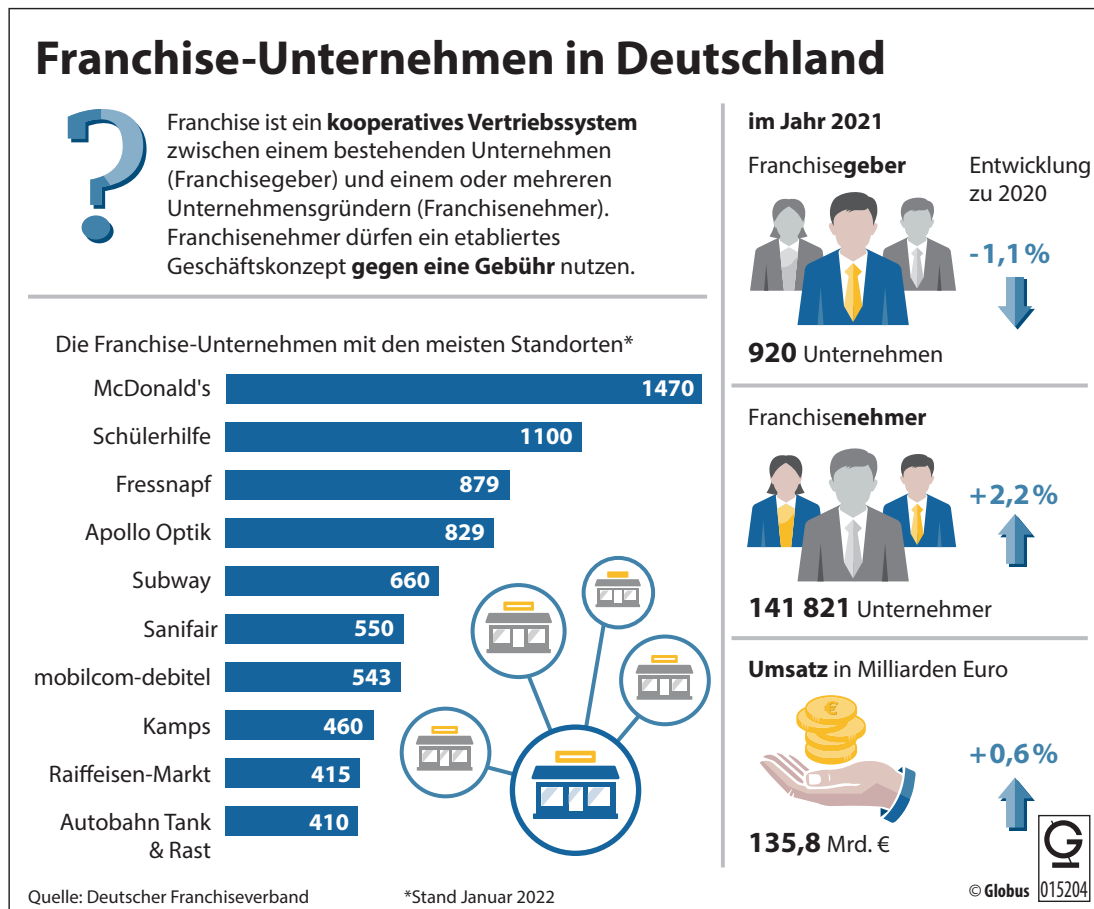 Franchise-Unternehmen in Deutschland
?
Franchise ist ein kooperatives Vertriebssystem
zwischen einem bestehenden Unternehmen
(Franchisegeber) und einem oder mehreren
Unternehmensgründern (Franchisenehmer).
Franchisenehmer dürfen ein etabliertes
Geschäftskonzept gegen eine Gebühr nutzen.
Die Franchise-Unternehmen mit den meisten Standorten*
McDonald's 1470
Schülerhilfe 1100
Fressnapf 879
Apollo Optik 829
Subway 660
Sanifair 550
mobilcom-debitel 543
Kamps 460
Raiffeisen-Markt 415
Autobahn Tank
& Rast 410
im Jahr 2021
Franchisegeber
Entwicklung
zu 2020
-1,1 %
920 Unternehmen
Franchisenehmer
+2,2 %
141 821 Unternehmer
Umsatz in Milliarden Euro
€
+0,6 %
135,8 Mrd. €
Quelle: Deutscher Franchiseverband
*Stand Januar 2022
© Globus
G
015204